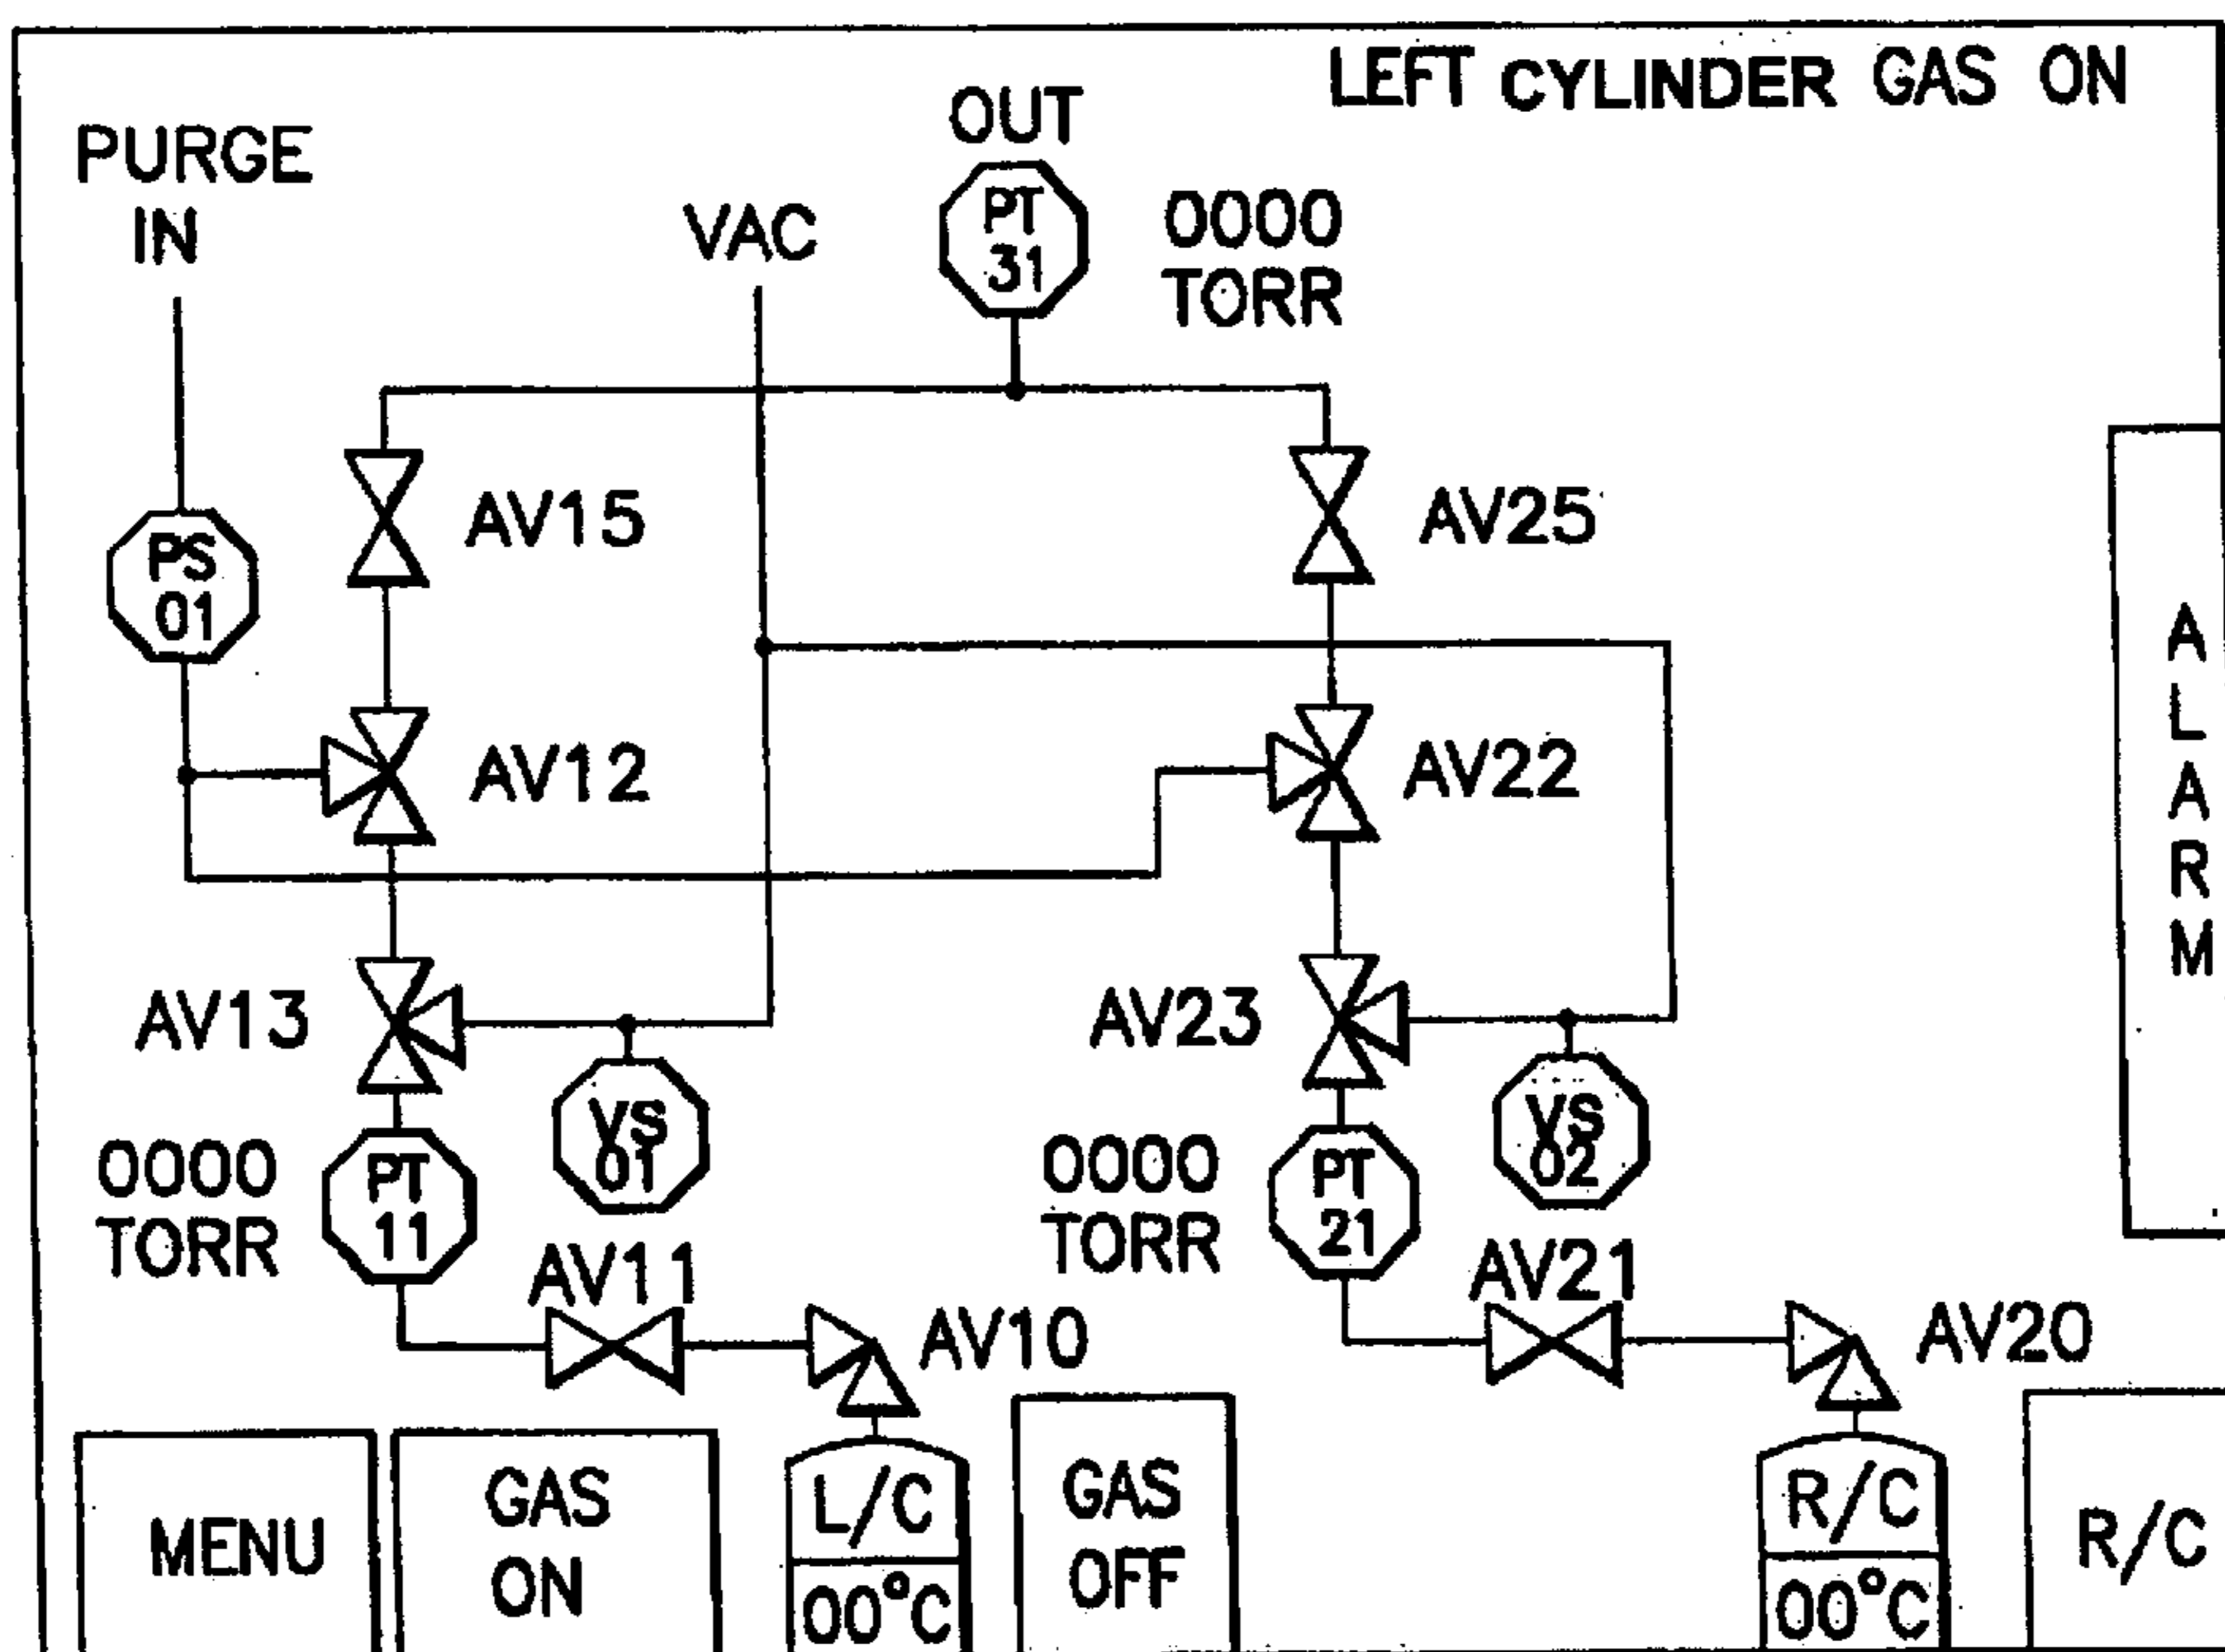 LEFT CYLINDER GAS ON
OUT
PURGE
IN
VAC
PT
31
0000
TORR
PS
01
AV15
AV25
AV12
AV22
ALARM
AV13
AV23
VS
01
VS
02
0000
TORR
PT
11
0000
TORR
PT
21
AV11
AV10
AV21
AV20
MENU
GAS
ON
L/C
00°C
GAS
OFF
R/C
00°C
R/C